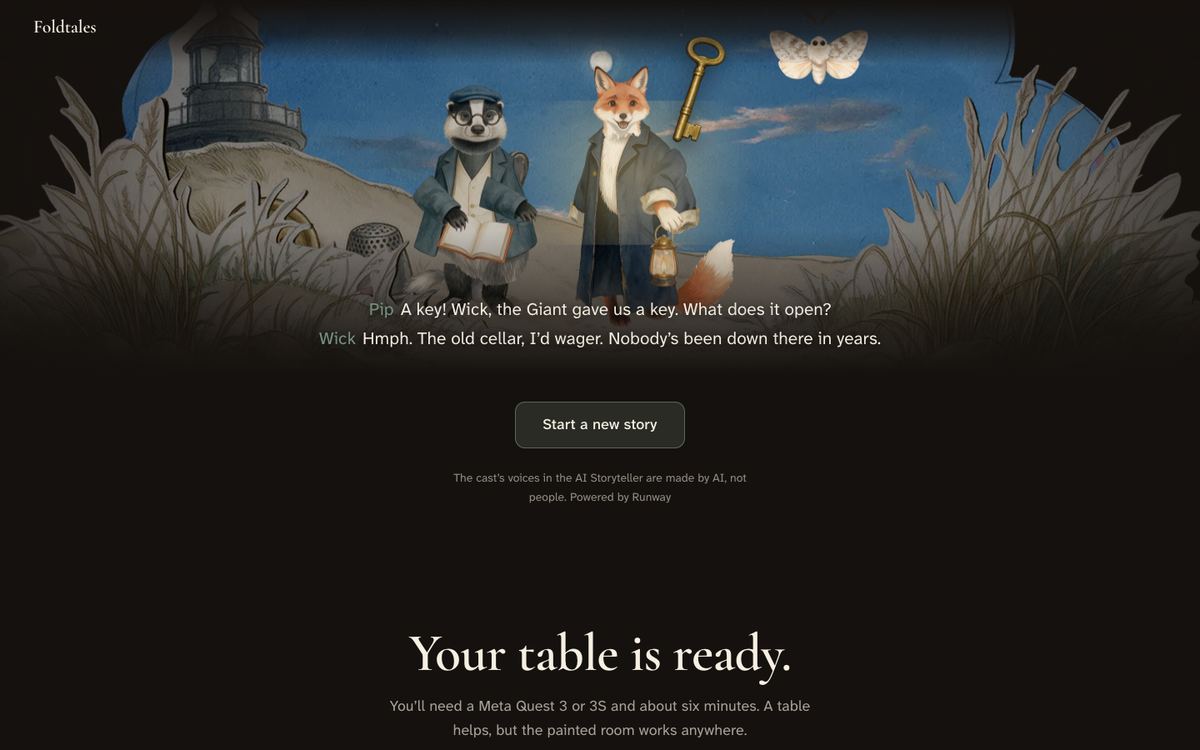 Foldtales
Pip A key! Wick, the Giant gave us a key. What does it open?
Wick Hmph. The old cellar, I’d wager. Nobody’s been down there in years.
Start a new story
The cast’s voices in the AI Storyteller are made by AI, not
people. Powered by Runway
Your table is ready.
You’ll need a Meta Quest 3 or 3S and about six minutes. A table
helps, but the painted room works anywhere.